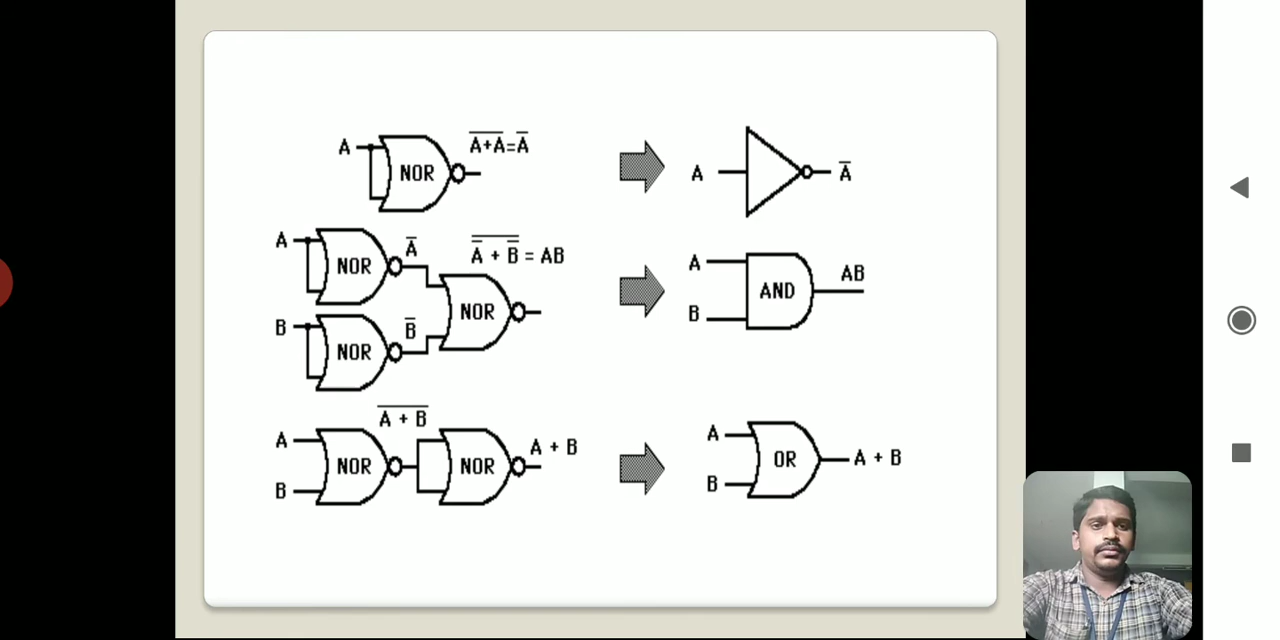 A NOR A̅+̅A̅=A̅ A A̅
A NOR A̅ A̅ ̅+̅ ̅B̅ = AB A AND AB
NOR
B NOR B̅ B
A̅ ̅+̅ ̅B̅
A NOR NOR A + B A OR A + B
B B